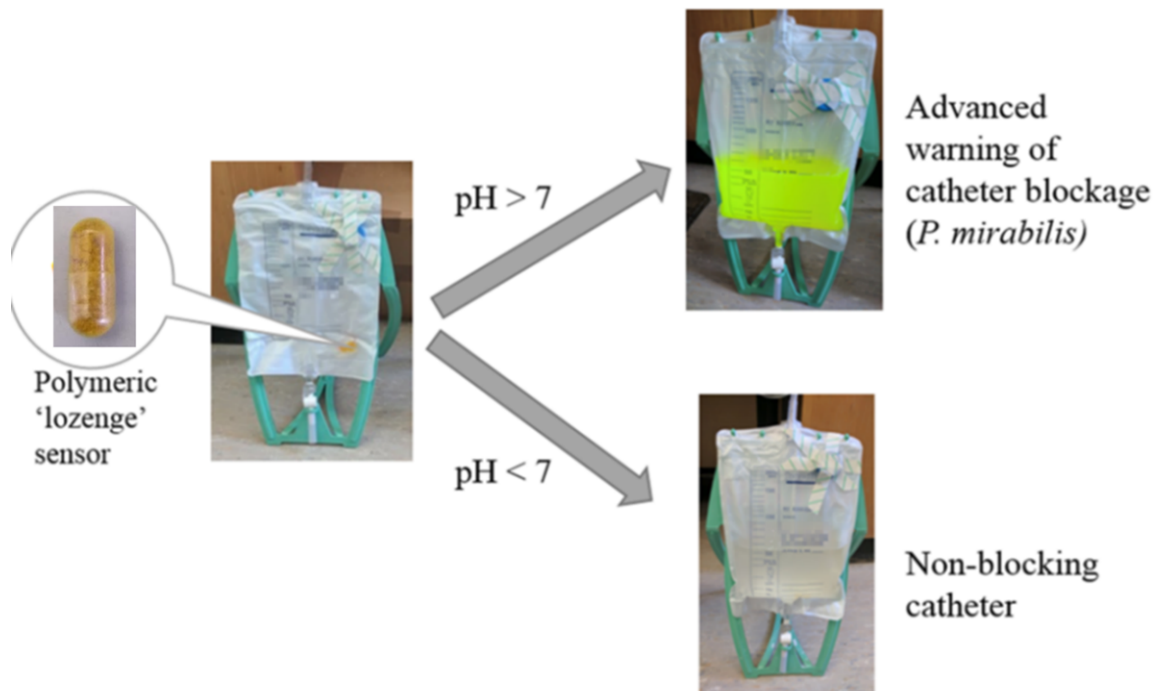 Polymeric
‘lozenge’
sensor
pH > 7
pH < 7
Advanced
warning of
catheter blockage
(P. mirabilis)
Non-blocking
catheter